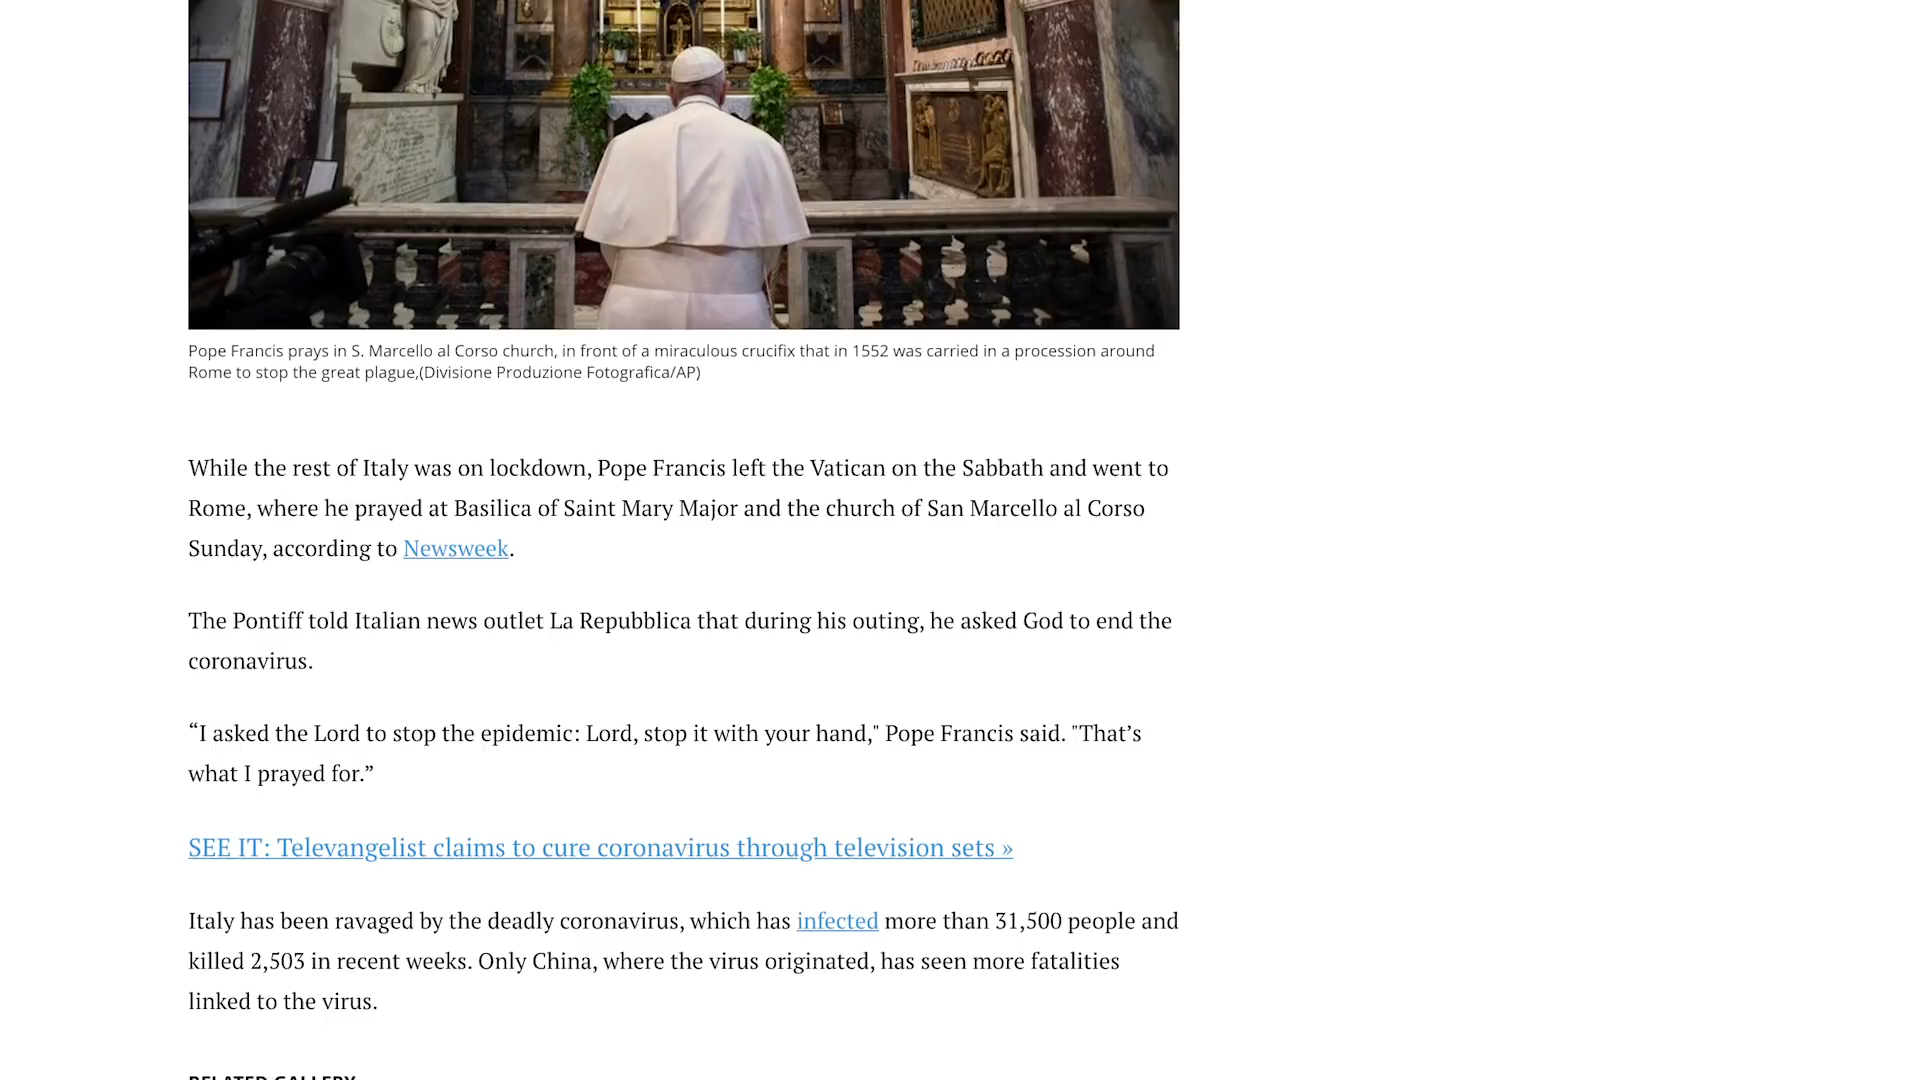 Pope Francis prays in S. Marcello al Corso church, in front of a miraculous crucifix that in 1552 was carried in a procession around
Rome to stop the great plague,(Divisione Produzione Fotografica/AP)
While the rest of Italy was on lockdown, Pope Francis left the Vatican on the Sabbath and went to
Rome, where he prayed at Basilica of Saint Mary Major and the church of San Marcello al Corso
Sunday, according to Newsweek.
The Pontiff told Italian news outlet La Repubblica that during his outing, he asked God to end the
coronavirus.
“I asked the Lord to stop the epidemic: Lord, stop it with your hand," Pope Francis said. "That’s
what I prayed for.”
SEE IT: Televangelist claims to cure coronavirus through television sets »
Italy has been ravaged by the deadly coronavirus, which has infected more than 31,500 people and
killed 2,503 in recent weeks. Only China, where the virus originated, has seen more fatalities
linked to the virus.
RELATED GALLERY